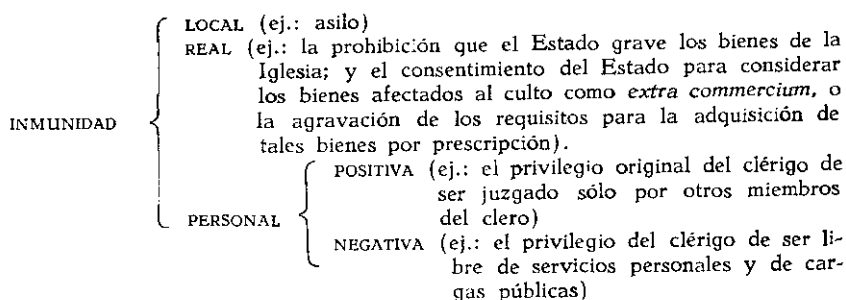 LOCAL (ej.: asilo)
REAL (ej.: la prohibición que el Estado grave los bienes de la
Iglesia; y el consentimiento del Estado para considerar
los bienes afectados al culto como extra commercium, o
INMUNIDAD
la agravación de los requisitos para la adquisición de
tales bienes por prescripción).
POSITIVA (ej.: el privilegio original del clérigo de
ser juzgado sólo por otros miembros
PERSONAL
del clero)
NEGATIVA (ej.: el privilegio del clérigo de ser li-
bre de servicios personales y de car-
gas públicas)